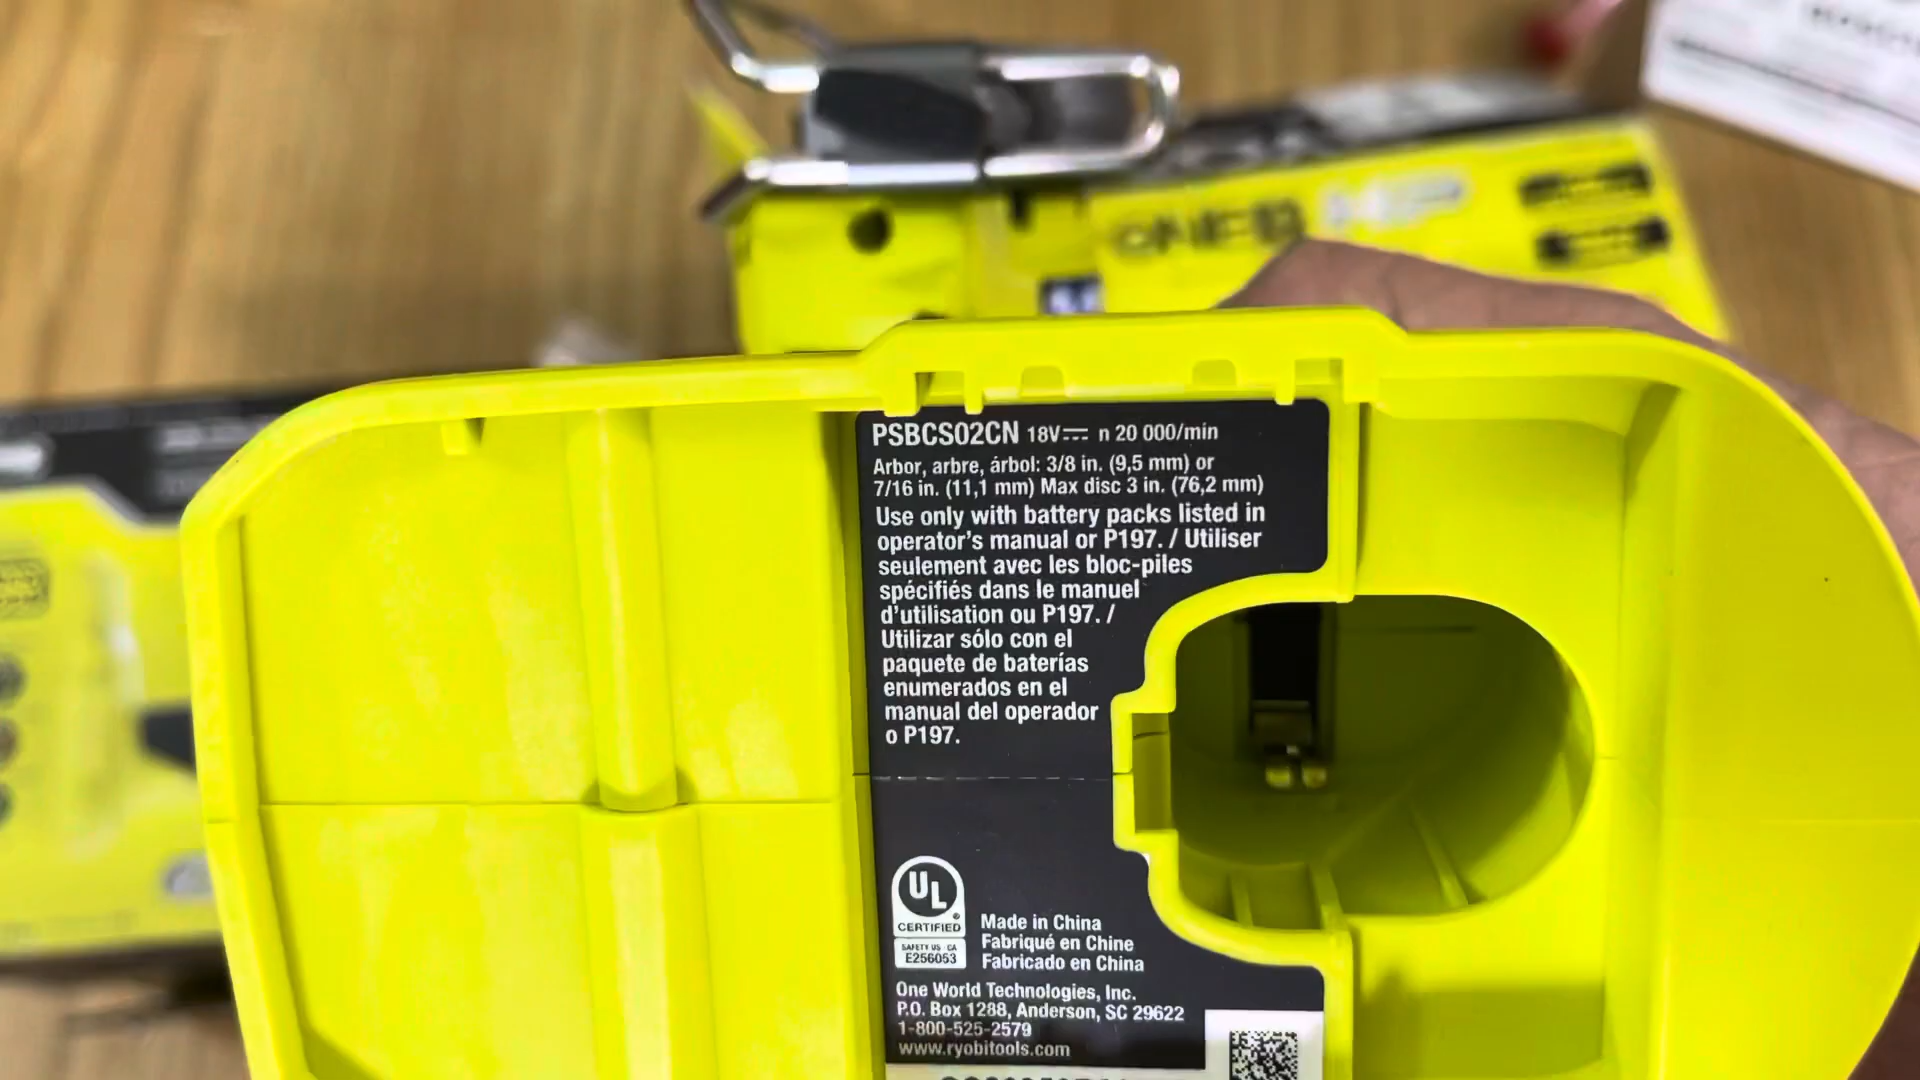 PSBCS02CN 18V⎓ n 20 000/min
Arbor, arbre, árbol: 3/8 in. (9,5 mm) or
7/16 in. (11,1 mm) Max disc 3 in. (76,2 mm)
Use only with battery packs listed in
operator's manual or P197. / Utiliser
seulement avec les bloc-piles
spécifiés dans le manuel
d'utilisation ou P197. /
Utilizar sólo con el
paquete de baterías
enumerados en el
manual del operador
o P197.
UL
®
CERTIFIED
SAFETY US - CA
E256053
Made in China
Fabriqué en Chine
Fabricado en China
One World Technologies, Inc.
P.O. Box 1288, Anderson, SC 29622
1-800-525-2579
www.ryobitools.com
ONE HP